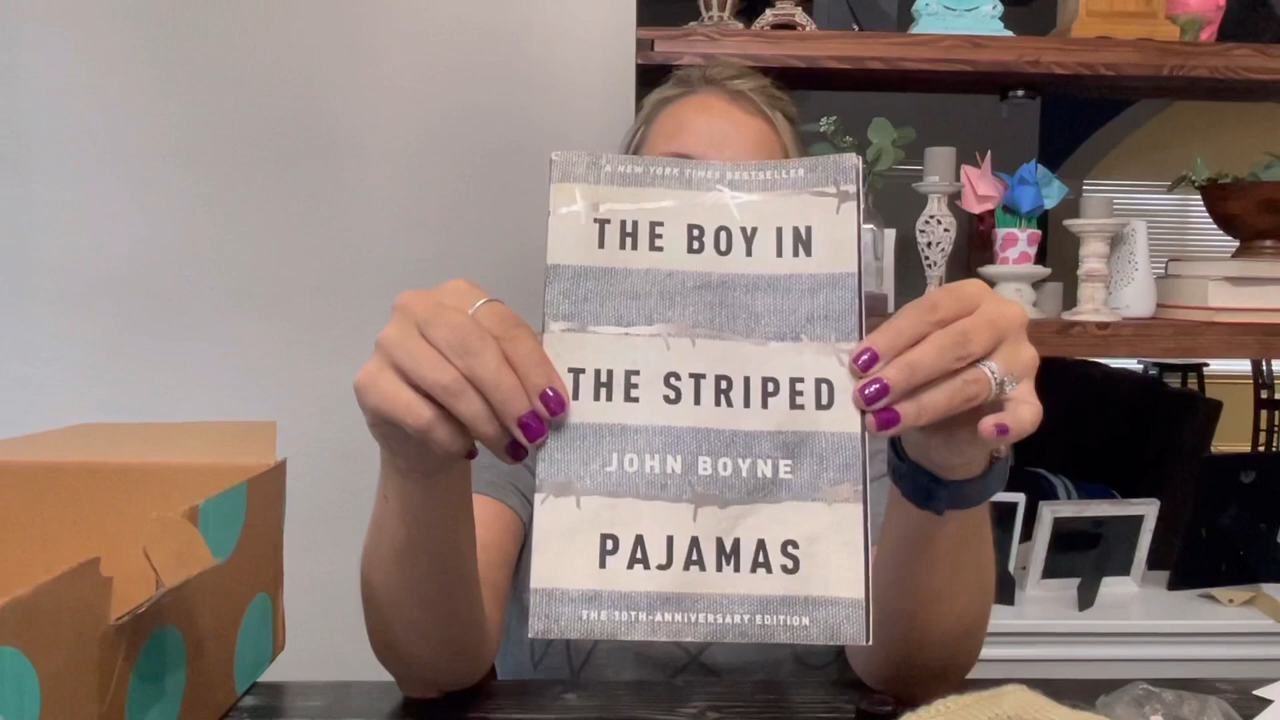 A NEW YORK TIMES BESTSELLER
THE BOY IN
THE STRIPED
JOHN BOYNE
PAJAMAS
THE 10TH-ANNIVERSARY EDITION